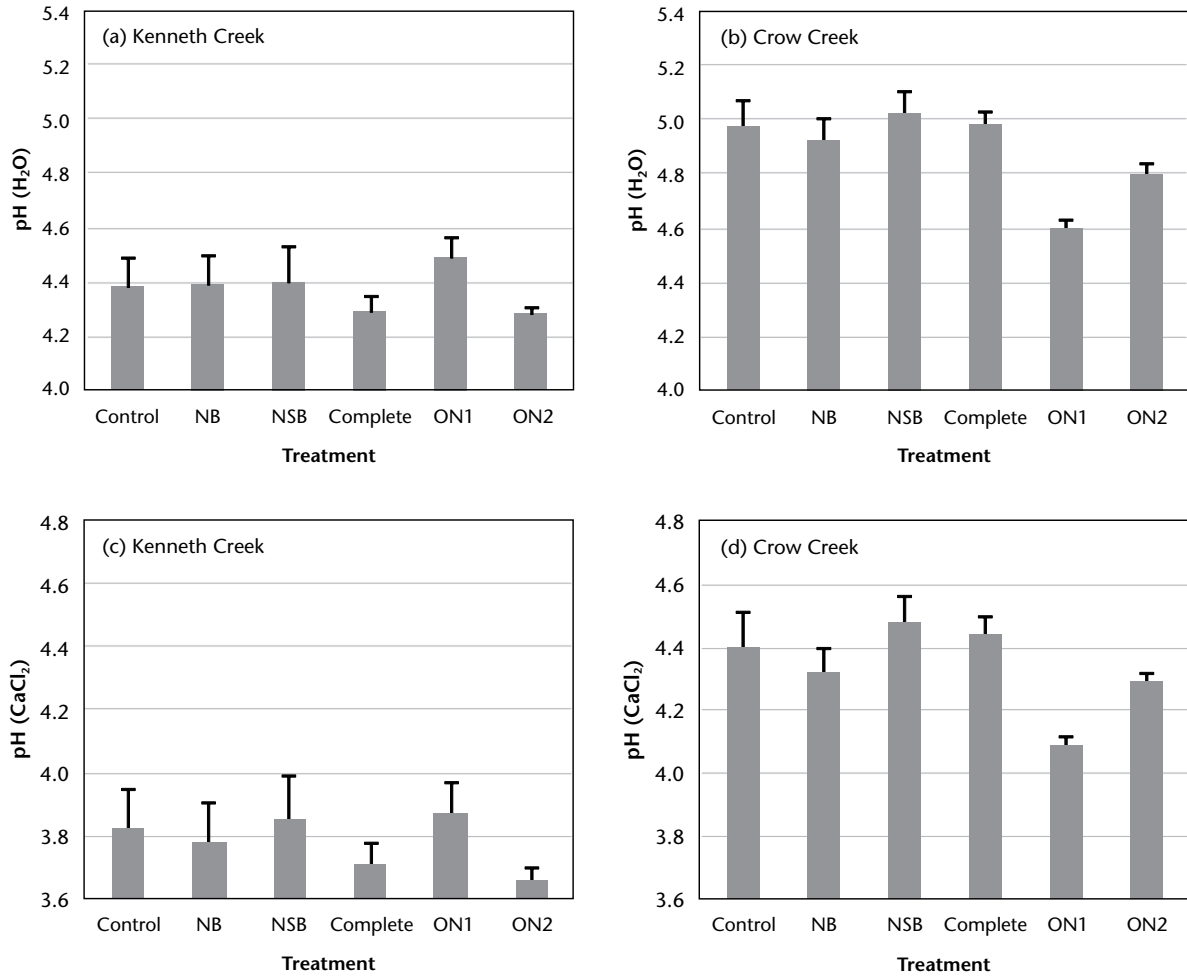 (a) Kenneth Creek
pH (H₂O)
5.4
5.2
5.0
4.8
4.6
4.4
4.2
4.0
Control NB NSB Complete ON1 ON2
Treatment
(b) Crow Creek
pH (H₂O)
5.4
5.2
5.0
4.8
4.6
4.4
4.2
4.0
Control NB NSB Complete ON1 ON2
Treatment
(c) Kenneth Creek
pH (CaCl₂)
4.8
4.6
4.4
4.2
4.0
3.8
3.6
Control NB NSB Complete ON1 ON2
Treatment
(d) Crow Creek
pH (CaCl₂)
4.8
4.6
4.4
4.2
4.0
3.8
3.6
Control NB NSB Complete ON1 ON2
Treatment